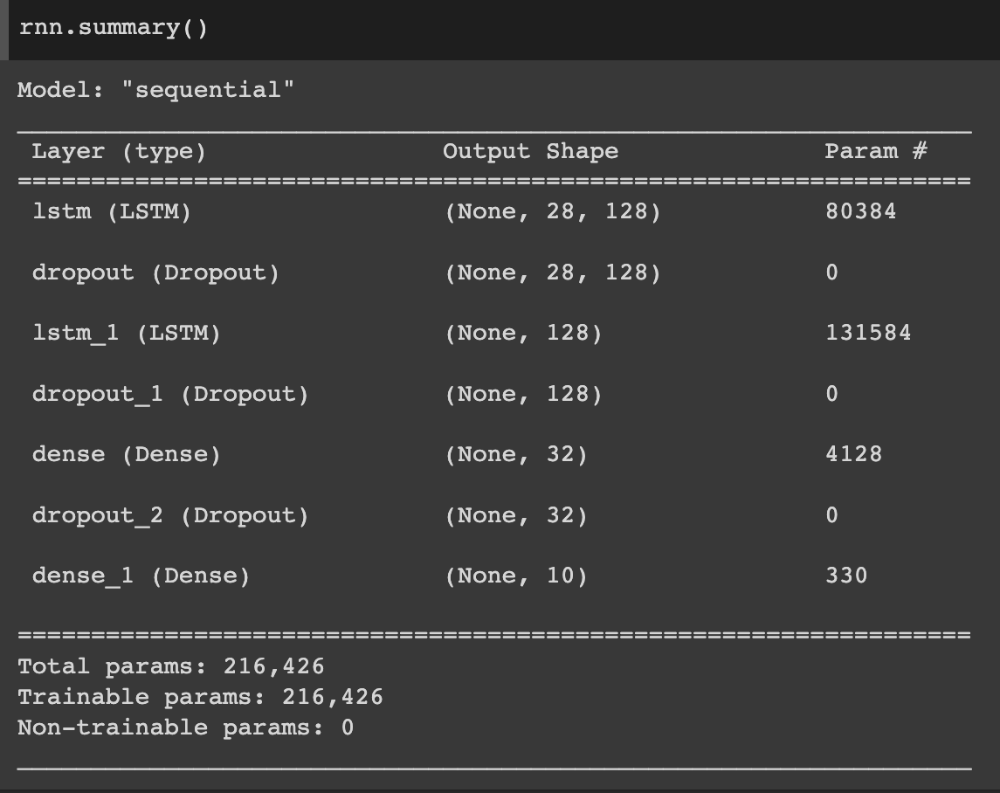 rnn.summary()
Model: "sequential"
Layer (type) Output Shape Param #
=================================================================
lstm (LSTM) (None, 28, 128) 80384
dropout (Dropout) (None, 28, 128) 0
lstm_1 (LSTM) (None, 128) 131584
dropout_1 (Dropout) (None, 128) 0
dense (Dense) (None, 32) 4128
dropout_2 (Dropout) (None, 32) 0
dense_1 (Dense) (None, 10) 330
=================================================================
Total params: 216,426
Trainable params: 216,426
Non-trainable params: 0